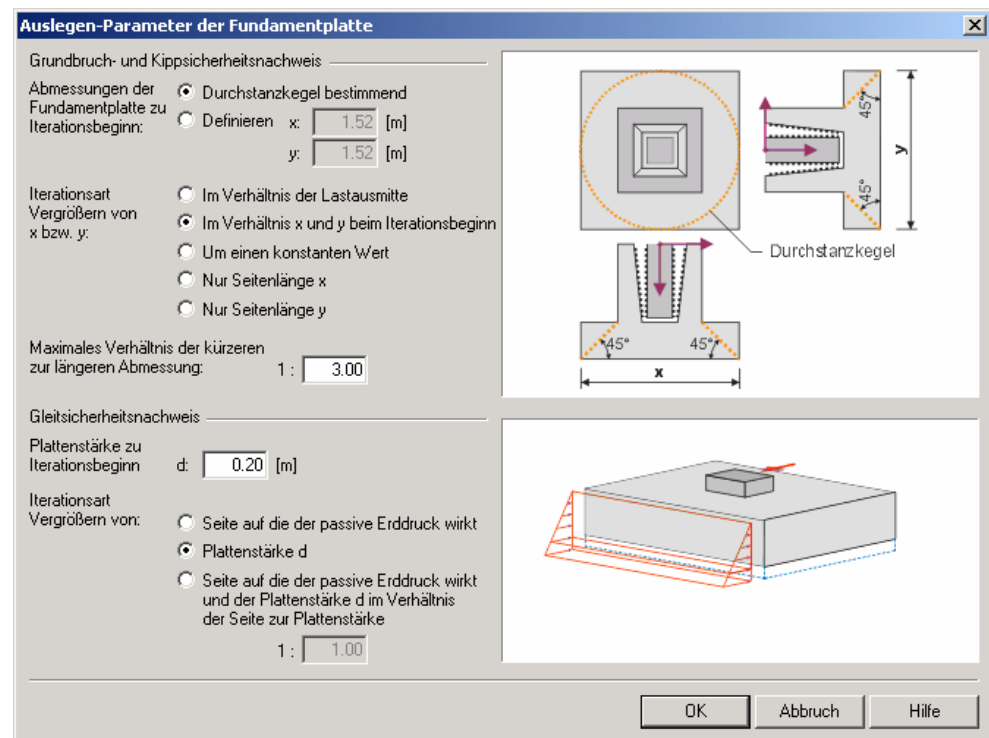 Auslegen-Parameter der Fundamentplatte
Grundbruch- und Kippsicherheitsnachweis
Abmessungen der
Fundamentplatte zu
Iterationsbeginn:
Durchstanzkegel bestimmend
Definieren x: 1.52 [m]
y: 1.52 [m]
Iterationsart
Vergrößern von
x bzw. y:
Im Verhältnis der Lastausmitte
Im Verhältnis x und y beim Iterationsbeginn
Um einen konstanten Wert
Nur Seitenlänge x
Nur Seitenlänge y
Maximales Verhältnis der kürzeren
zur längeren Abmessung: 1 : 3.00
45°
y
45°
Durchstanzkegel
45° 45°
x
Gleitsicherheitsnachweis
Plattenstärke zu
Iterationsbeginn d: 0.20 [m]
Iterationsart
Vergrößern von:
Seite auf die der passive Erddruck wirkt
Plattenstärke d
Seite auf die der passive Erddruck wirkt
und der Plattenstärke d im Verhältnis
der Seite zur Plattenstärke
1 : 1.00
OK Abbruch Hilfe